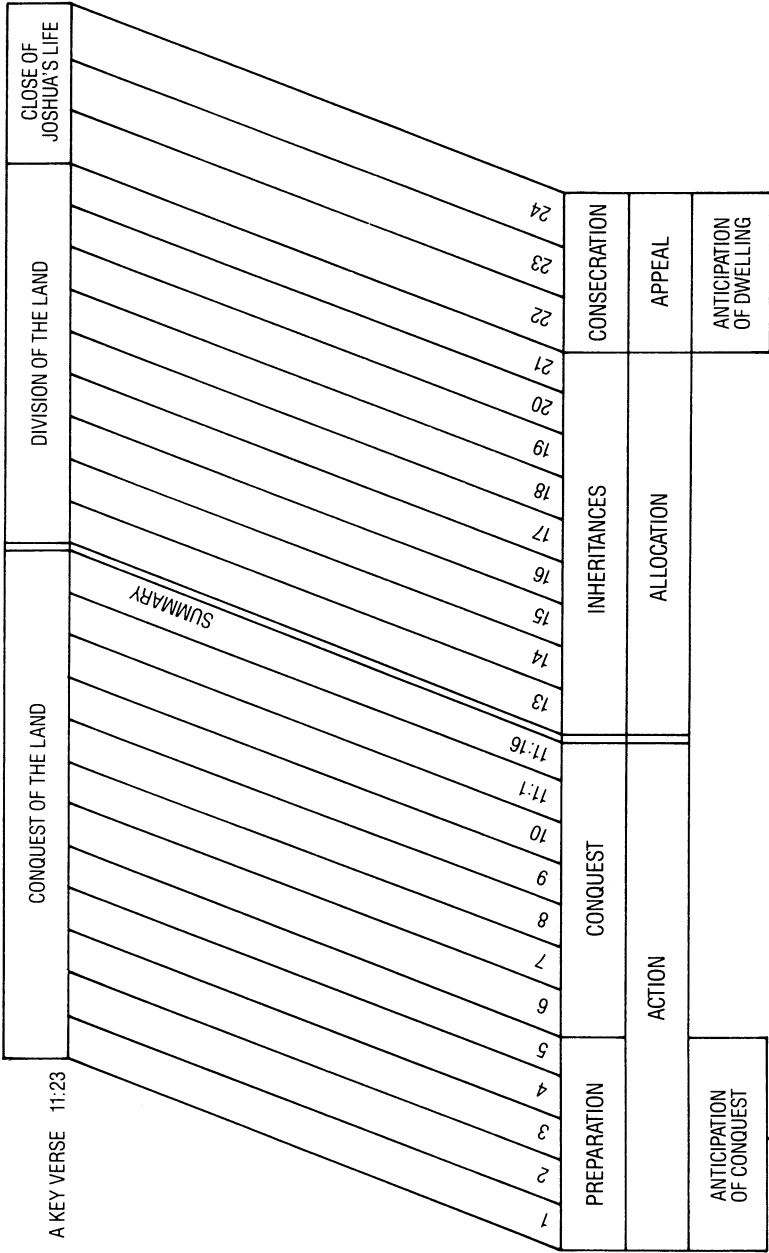 CONQUEST OF THE LAND
DIVISION OF THE LAND
CLOSE OF
JOSHUA'S LIFE
A KEY VERSE 11:23
SUMMARY
1
2
3
4
5
6
7
8
9
10
11:1
11:16
13
14
15
16
17
18
19
20
21
22
23
24
PREPARATION
CONQUEST
INHERITANCES
CONSECRATION
ACTION
ALLOCATION
APPEAL
ANTICIPATION
OF CONQUEST
ANTICIPATION
OF DWELLING